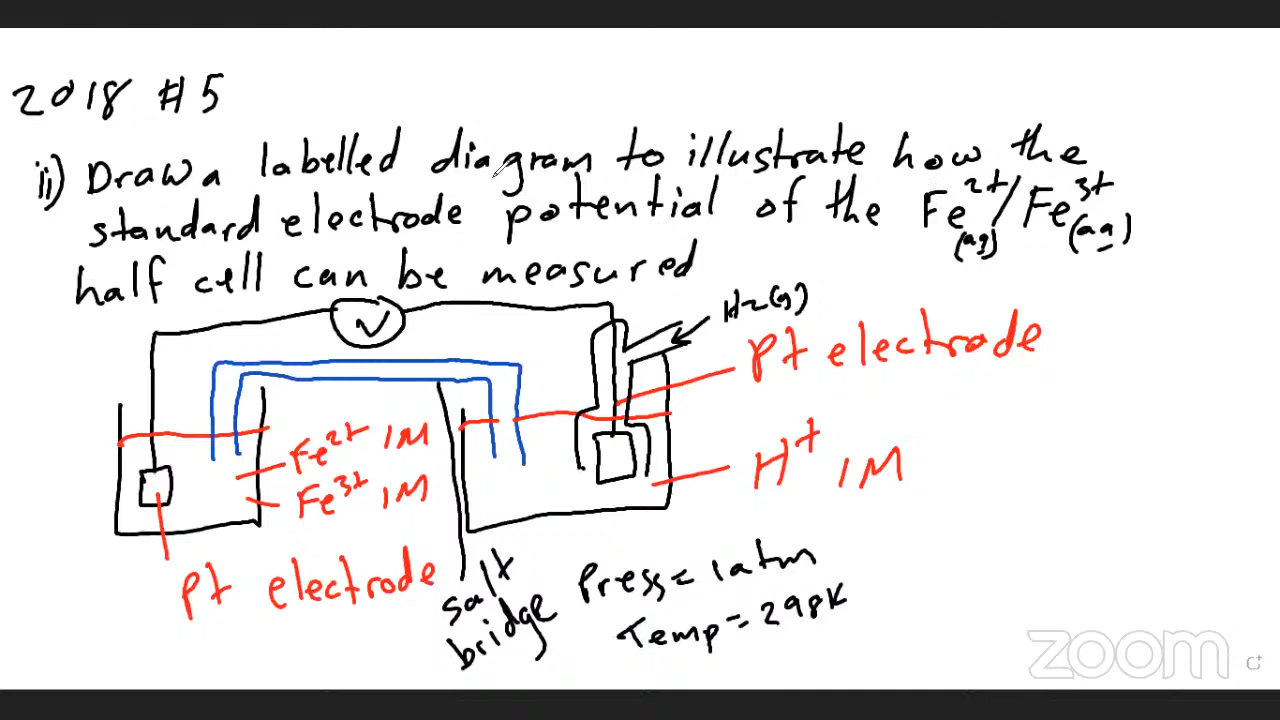 2018 #5
ii) Draw a labelled diagram to illustrate how the
standard electrode potential of the Fe²⁺(aq)/Fe³⁺(aq)
half cell can be measured
V
H2(g)
Pt electrode
Fe²⁺ 1M
Fe³⁺ 1M
H⁺ 1M
Pt electrode
salt
bridge
Press = 1atm
Temp = 298K
zoom